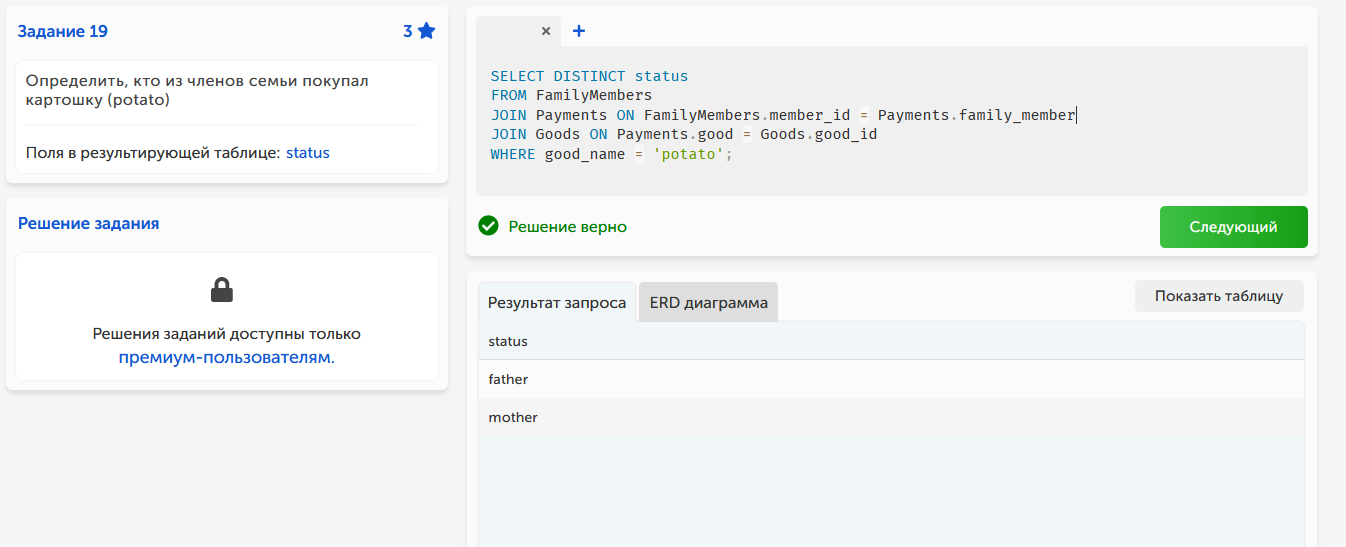 Задание 19
3
Определить, кто из членов семьи покупал
картошку (potato)
Поля в результирующей таблице: status
Решение задания
Решения заданий доступны только
премиум-пользователям.
× +
SELECT DISTINCT status
FROM FamilyMembers
JOIN Payments ON FamilyMembers.member_id = Payments.family_member
JOIN Goods ON Payments.good = Goods.good_id
WHERE good_name = 'potato';
Решение верно
Следующий
Результат запроса
ERD диаграмма
Показать таблицу
status
father
mother